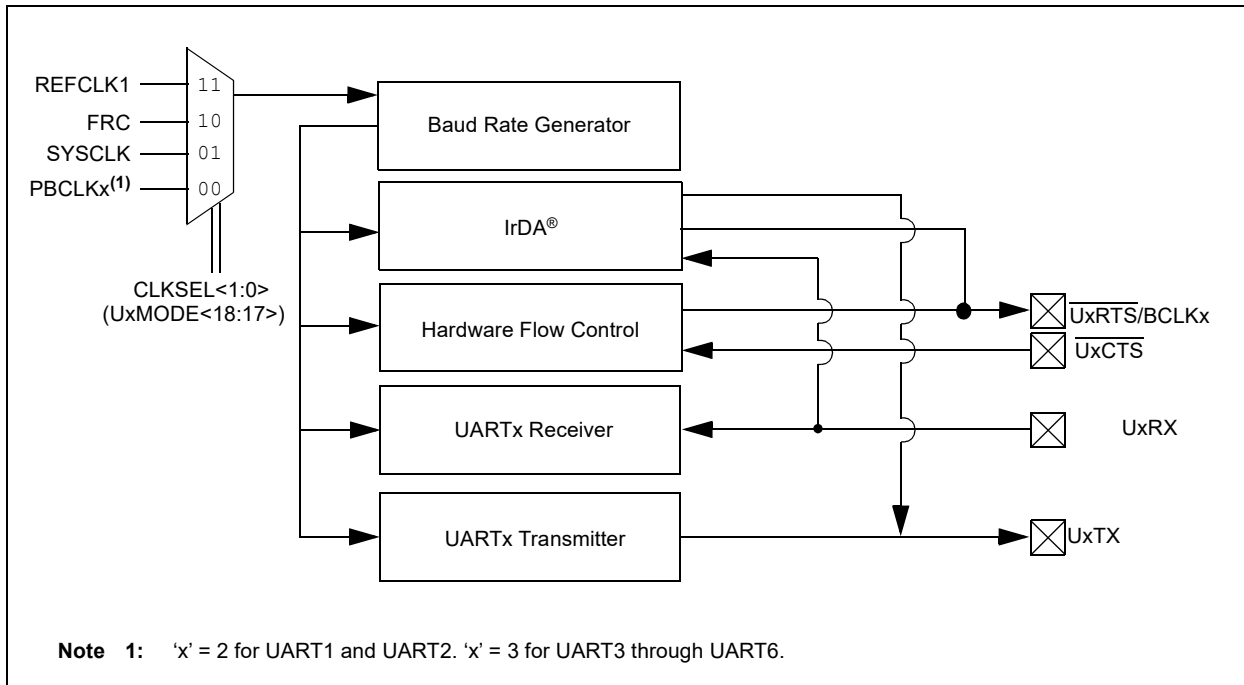 REFCLK1
11
FRC
10
SYSCLK
01
PBCLKx(1)
00
CLKSEL<1:0>
(UxMODE<18:17>)
Baud Rate Generator
IrDA®
Hardware Flow Control
UARTx Receiver
UARTx Transmitter
UxRTS/BCLKx
UxCTS
UxRX
UxTX
Note 1: ‘x’ = 2 for UART1 and UART2. ‘x’ = 3 for UART3 through UART6.